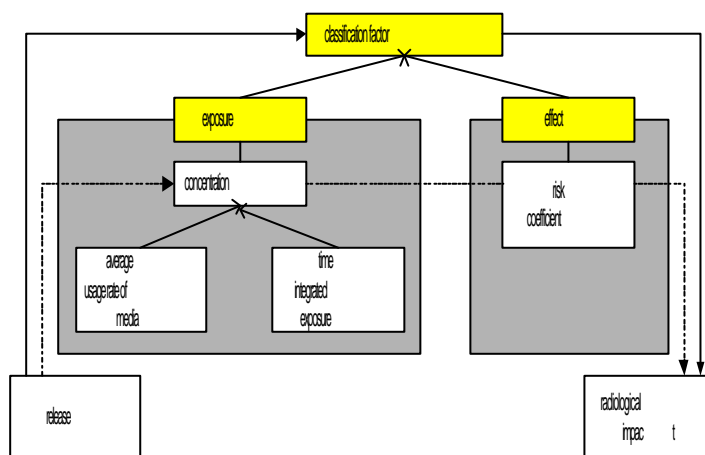 classification factor
exposure
effect
concentration
risk
coefficient
average
usage rate of
media
time
integrated
exposure
release
radiological
impac t